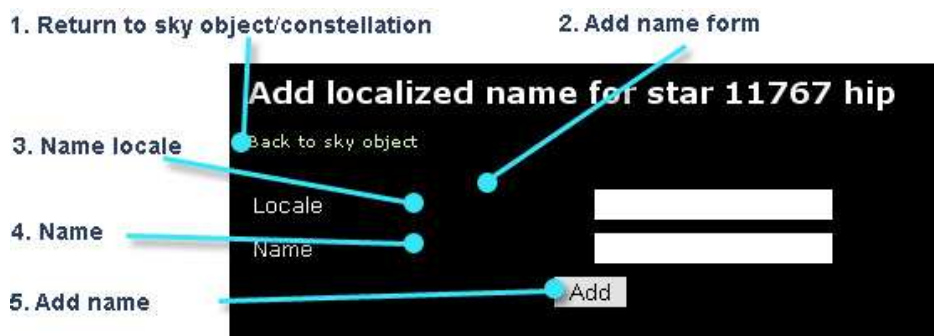 1. Return to sky object/constellation
2. Add name form
Add localized name for star 11767 hip
Back to sky object
3. Name locale
Locale
4. Name
Name
5. Add name
Add